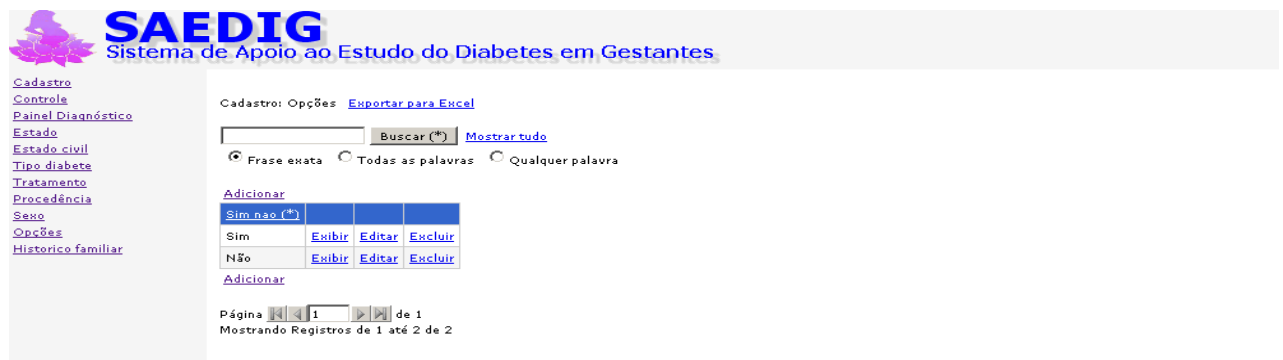 SAEDIG
Sistema de Apoio ao Estudo do Diabetes em Gestantes
Cadastro
Controle
Painel Diagnóstico
Estado
Estado civil
Tipo diabete
Tratamento
Procedência
Sexo
Opções
Historico familiar
Cadastro: Opções Exportar para Excel
Buscar (*) Mostrar tudo
Frase exata Todas as palavras Qualquer palavra
Adicionar
Sim nao (*)
Sim Exibir Editar Excluir
Não Exibir Editar Excluir
Adicionar
Página 1 de 1
Mostrando Registros de 1 até 2 de 2